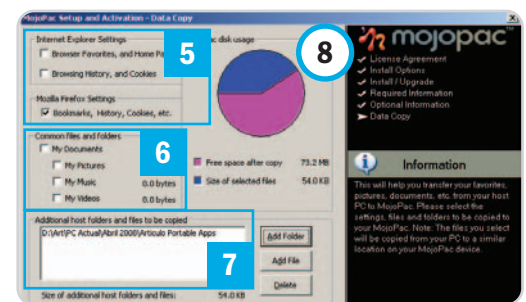 MojoPac Setup and Activation - Data Copy
Internet Explorer Settings
Browser Favorites, and Home Pa
Browsing History, and Cookies
5
Mozilla Firefox Settings
Bookmarks, History, Cookies, etc.
Common files and folders
My Documents
My Pictures
My Music 0.0 bytes
My Videos 0.0 bytes
6
disk usage
8
Free space after copy 73.2 MB
Size of selected files 54.0 KB
Additional host folders and files to be copied
D:\Art\PC Actual\Abril 2008\Articulo Portable Apps
7
Add Folder
Add File
Delete
Size of additional host folders and files: 54.0 KB
mojopac
License Agreement
Install Options
Install / Upgrade
Required Information
Optional Information
Data Copy
Information
This will help you transfer your favorites,
pictures, documents, etc. from your host
PC to MojoPac. Please select the
settings, files and folders to be copied to
your MojoPac. Note: The files you select
will be copied from your PC to a similar
location on your MojoPac device.